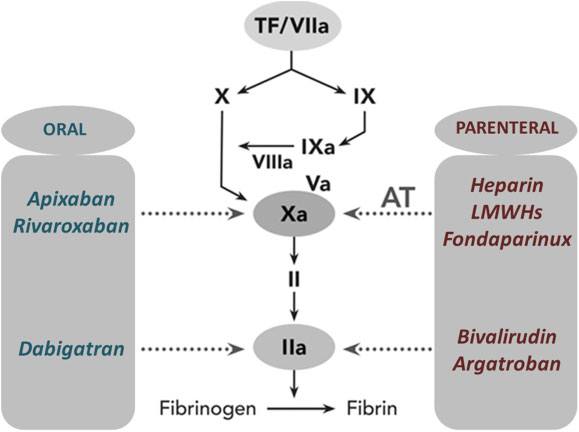 TF/VIIa
X
IX
ORAL
PARENTERAL
IXa
VIIIa
Va
Apixaban
Rivaroxaban
Xa
AT
Heparin
LMWHs
Fondaparinux
II
Dabigatran
IIa
Bivalirudin
Argatroban
Fibrinogen
Fibrin